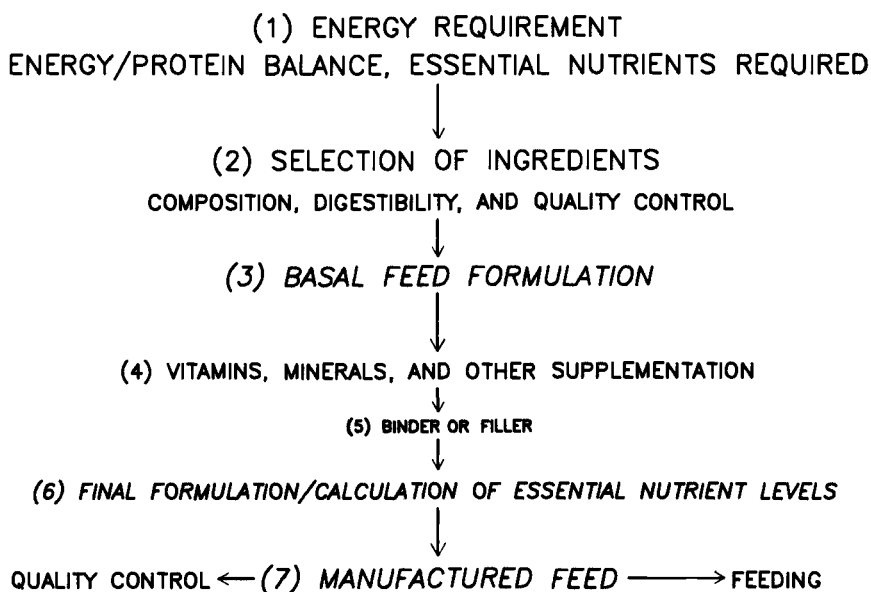 (1) ENERGY REQUIREMENT
ENERGY/PROTEIN BALANCE, ESSENTIAL NUTRIENTS REQUIRED
(2) SELECTION OF INGREDIENTS
COMPOSITION, DIGESTIBILITY, AND QUALITY CONTROL
(3) BASAL FEED FORMULATION
(4) VITAMINS, MINERALS, AND OTHER SUPPLEMENTATION
(5) BINDER OR FILLER
(6) FINAL FORMULATION/CALCULATION OF ESSENTIAL NUTRIENT LEVELS
QUALITY CONTROL ← (7) MANUFACTURED FEED → FEEDING